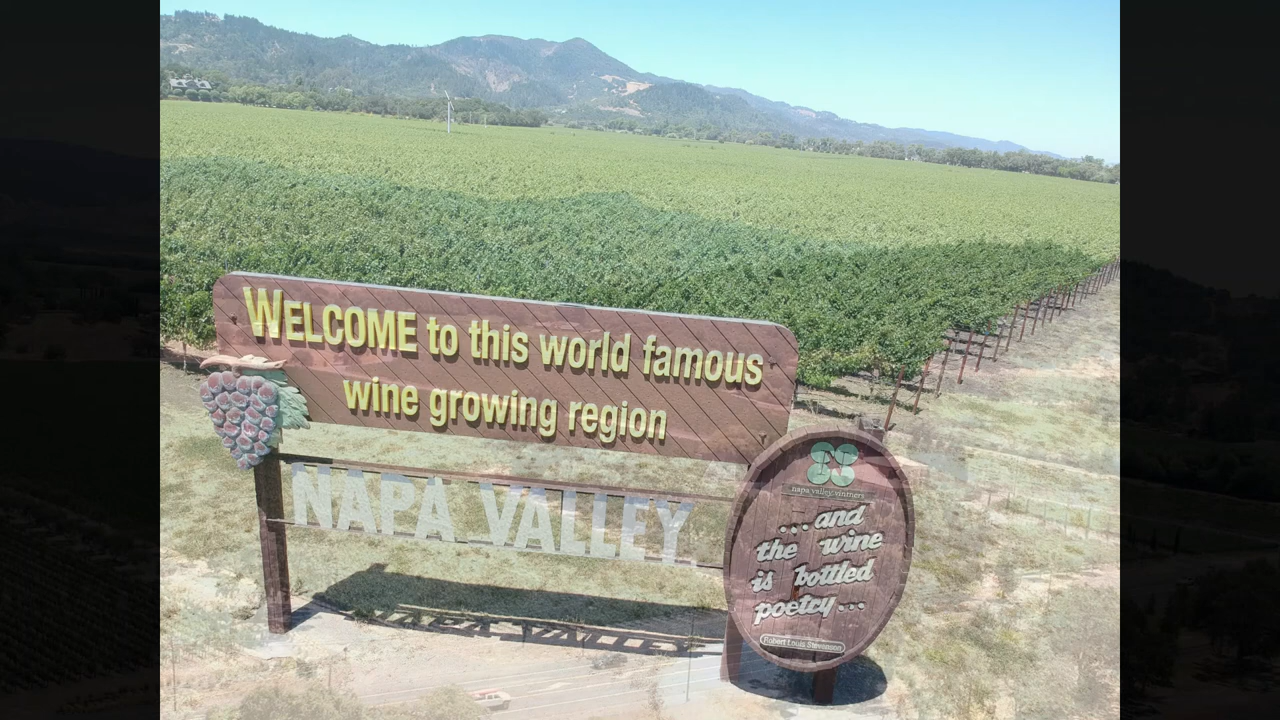 WELCOME to this world famous
wine growing region
NAPA VALLEY
napa valley vintners
...and
the wine
is bottled
poetry...
Robert Louis Stevenson